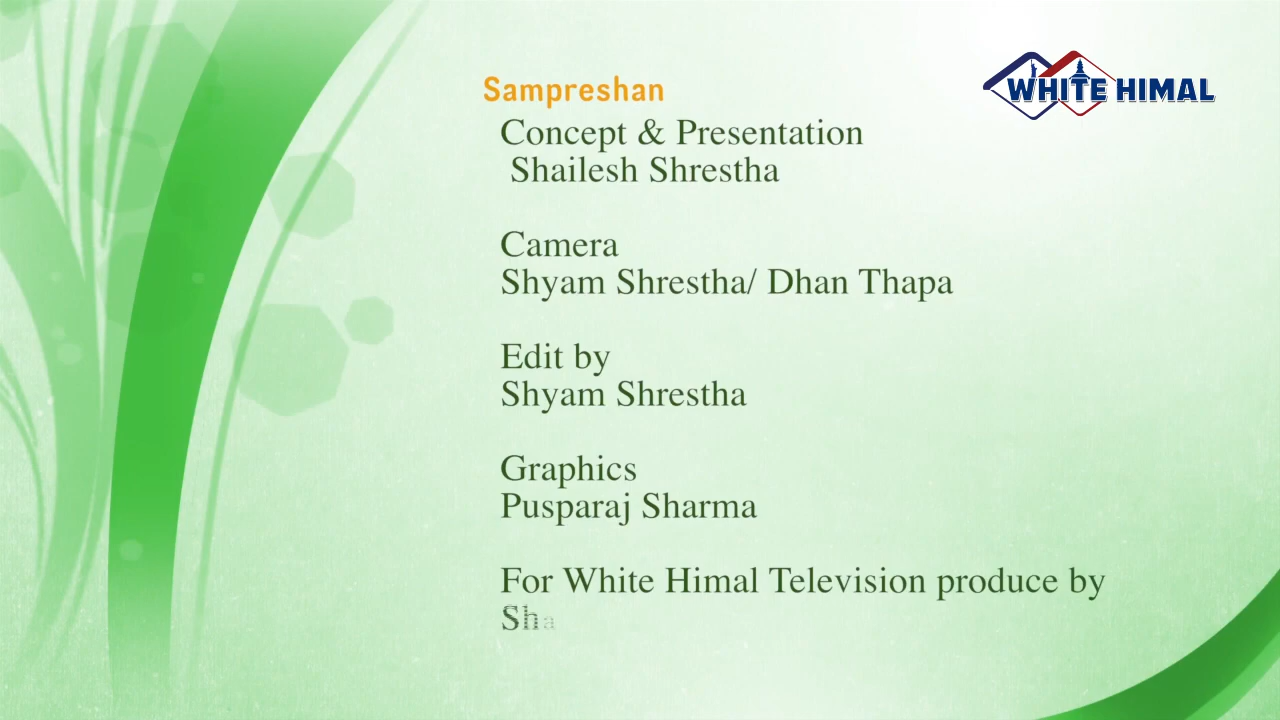 Sampreshan
WHITE HIMAL
Concept & Presentation
Shailesh Shrestha
Camera
Shyam Shrestha/ Dhan Thapa
Edit by
Shyam Shrestha
Graphics
Pusparaj Sharma
For White Himal Television produce by
Sha